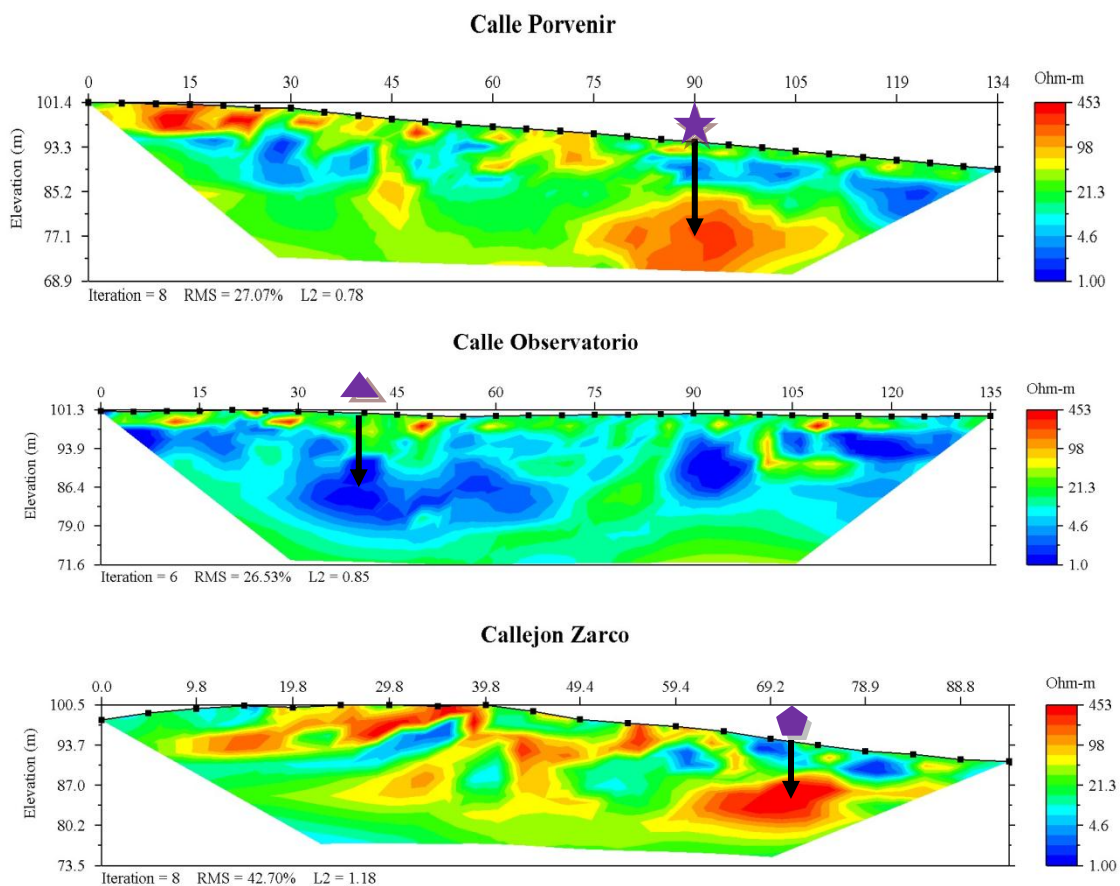 Calle Porvenir
0 15 30 45 60 75 90 105 119 134
Ohm-m
101.4
93.3
85.2
77.1
68.9
Elevation (m)
453
98
21.3
4.6
1.00
Iteration = 8 RMS = 27.07% L2 = 0.78
Calle Observatorio
0 15 30 45 60 75 90 105 120 135
Ohm-m
101.3
93.9
86.4
79.0
71.6
Elevation (m)
453
98
21.3
4.6
1.0
Iteration = 6 RMS = 26.53% L2 = 0.85
Callejon Zarco
0.0 9.8 19.8 29.8 39.8 49.4 59.4 69.2 78.9 88.8
Ohm-m
100.5
93.7
87.0
80.2
73.5
Elevation (m)
453
98
21.3
4.6
1.00
Iteration = 8 RMS = 42.70% L2 = 1.18